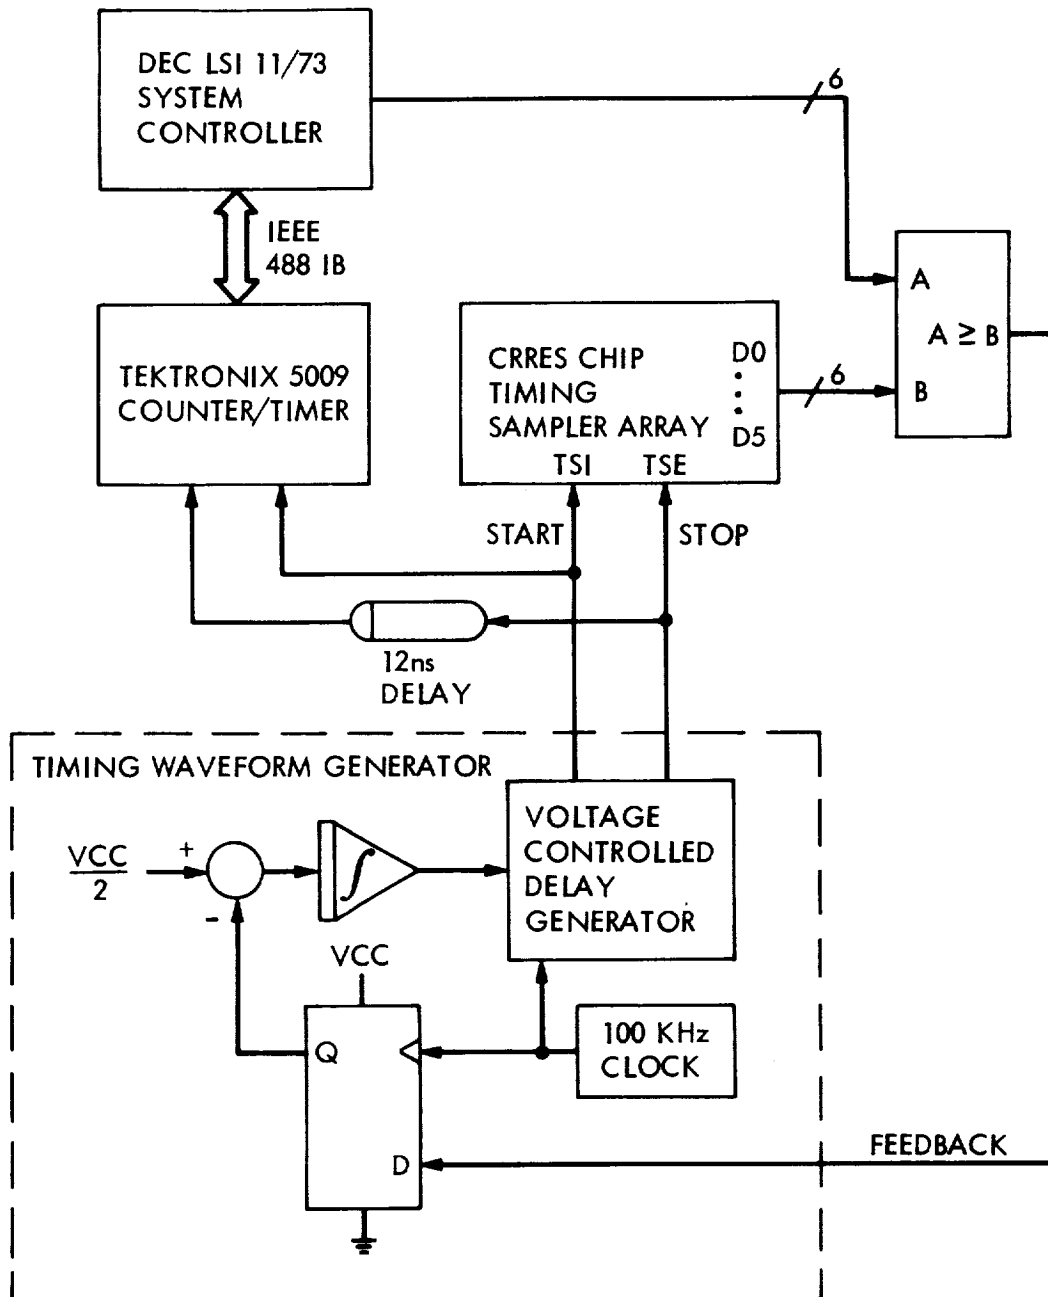 DEC LSI 11/73
SYSTEM
CONTROLLER
6
IEEE
488 IB
A
A ≥ B
B
TEKTRONIX 5009
COUNTER/TIMER
CRRES CHIP
TIMING
SAMPLER ARRAY
D0
D5
TSI
TSE
6
START
STOP
12ns
DELAY
TIMING WAVEFORM GENERATOR
VCC
2
+
-
∫
VOLTAGE
CONTROLLED
DELAY
GENERATOR
VCC
Q
D
100 KHz
CLOCK
FEEDBACK